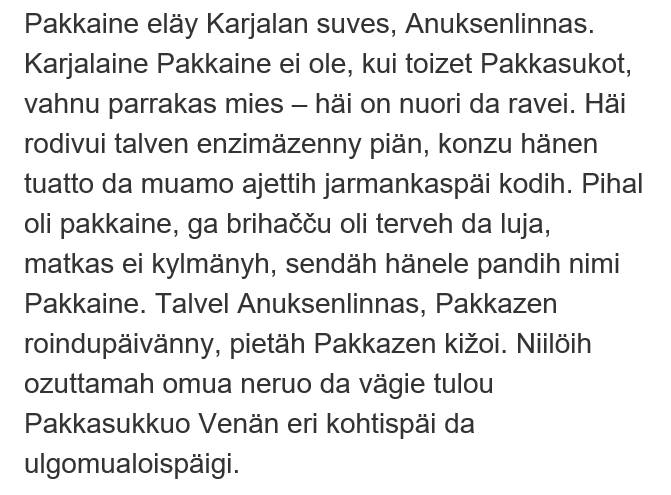 Pakkaine eläy Karjalan suves, Anuksenlinnas.
Karjalaine Pakkaine ei ole, kui toizet Pakkasukot,
vahnu parrakas mies – häi on nuori da ravei. Häi
rodivui talven enzimäzenny piän, konzu hänen
tuatto da muamo ajettih jarmankaspäi kodih. Pihal
oli pakkaine, ga brihačču oli terveh da luja,
matkas ei kylmänyh, sendäh hänele pandih nimi
Pakkaine. Talvel Anuksenlinnas, Pakkazen
roindupäivänny, pietäh Pakkazen kižoi. Niilöih
ozuttamah omua neruo da vägie tulou
Pakkasukkuo Venän eri kohtispäi da
ulgomualoispäigi.